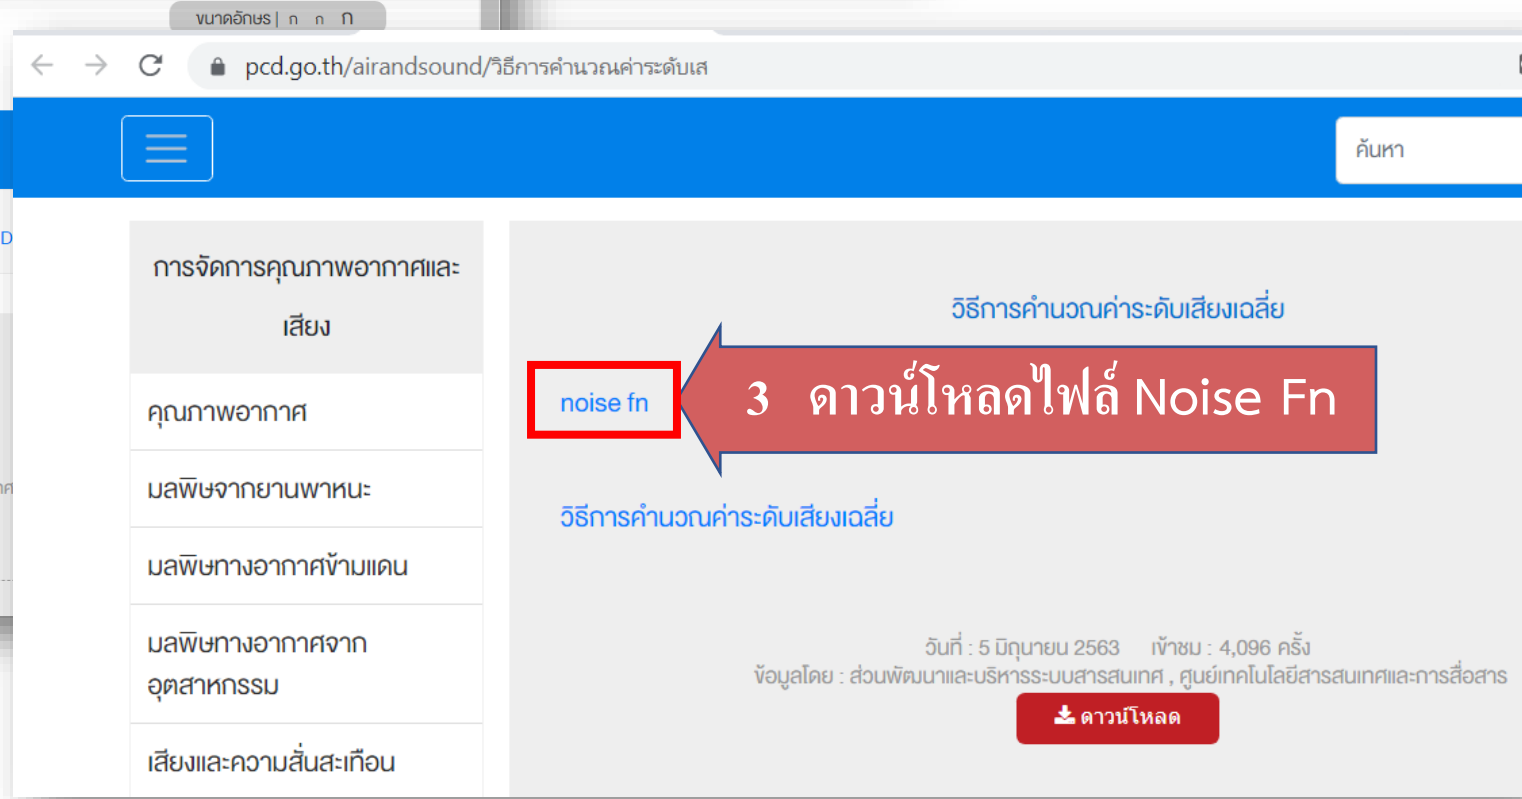 ขนาดอักษร | ก ก ก
pcd.go.th/airandsound/วิธีการคำนวณค่าระดับเส
ค้นหา
D
การจัดการคุณภาพอากาศและ
เสียง
คุณภาพอากาศ
มลพิษจากยานพาหนะ
มลพิษทางอากาศข้ามแดน
มลพิษทางอากาศจาก
อุตสาหกรรม
เสียงและความสั่นสะเทือน
วิธีการคำนวณค่าระดับเสียงเฉลี่ย
noise fn
3 ดาวน์โหลดไฟล์ Noise Fn
วิธีการคำนวณค่าระดับเสียงเฉลี่ย
วันที่ : 5 มิถุนายน 2563 เข้าชม : 4,096 ครั้ง
ข้อมูลโดย : ส่วนพัฒนาและบริหารระบบสารสนเทศ , ศูนย์เทคโนโลยีสารสนเทศและการสื่อสาร
ดาวน์โหลด